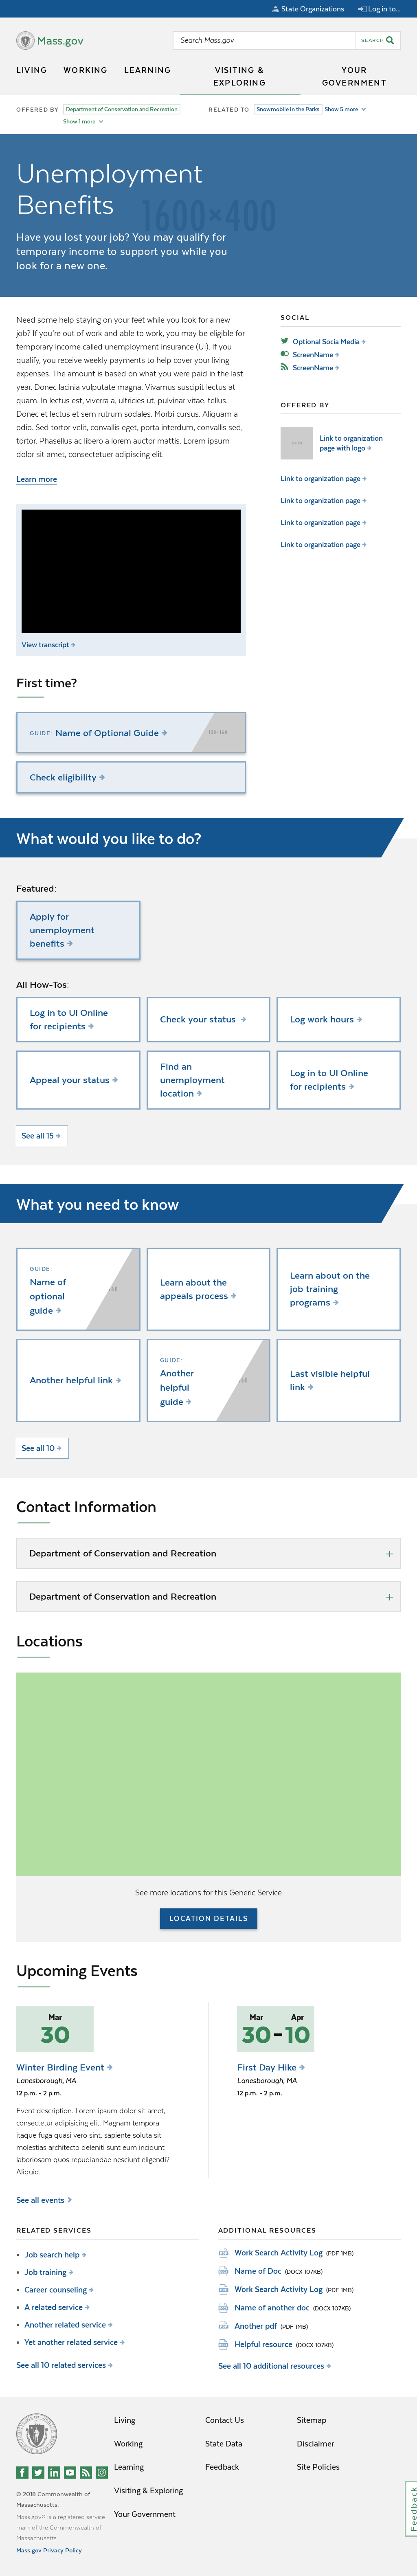 State Organizations Log in to...
Mass.gov
Search Mass.gov SEARCH
LIVING WORKING LEARNING VISITING & EXPLORING YOUR GOVERNMENT
OFFERED BY Department of Conservation and Recreation Show 1 more
RELATED TO Snowmobile in the Parks Show 5 more
Unemployment
Benefits
1600×400
Have you lost your job? You may qualify for
temporary income to support you while you
look for a new one.
Need some help staying on your feet while you look for a new
job? If you're out of work and able to work, you may be eligible for
temporary income called unemployment insurance (UI). If you
qualify, you receive weekly payments to help cover your living
expenses. The amount is based on what you were paid in the last
year. Donec lacinia vulputate magna. Vivamus suscipit lectus at
quam. In lectus est, viverra a, ultricies ut, pulvinar vitae, tellus.
Donec et lectus et sem rutrum sodales. Morbi cursus. Aliquam a
odio. Sed tortor velit, convallis eget, porta interdum, convallis sed,
tortor. Phasellus ac libero a lorem auctor mattis. Lorem ipsum
dolor sit amet, consectetuer adipiscing elit.
Learn more
View transcript
SOCIAL
Optional Socia Media
ScreenName
ScreenName
OFFERED BY
Link to organization
page with logo
Link to organization page
Link to organization page
Link to organization page
Link to organization page
First time?
GUIDE: Name of Optional Guide
Check eligibility
What would you like to do?
Featured:
Apply for
unemployment
benefits
All How-Tos:
Log in to UI Online
for recipients
Check your status
Log work hours
Appeal your status
Find an
unemployment
location
Log in to UI Online
for recipients
See all 15
What you need to know
GUIDE:
Name of
optional
guide
Learn about the
appeals process
Learn about on the
job training
programs
Another helpful link
GUIDE:
Another
helpful
guide
Last visible helpful
link
See all 10
Contact Information
Department of Conservation and Recreation
Department of Conservation and Recreation
Locations
See more locations for this Generic Service
LOCATION DETAILS
Upcoming Events
Mar
30
Winter Birding Event
Lanesborough, MA
12 p.m. - 2 p.m.
Event description. Lorem ipsum dolor sit amet,
consectetur adipisicing elit. Magnam tempora
itaque fuga quasi vero sint, sapiente soluta sit
molestias architecto deleniti sunt enim incidunt
laboriosam quos repudiandae nesciunt eligendi?
Aliquid.
Mar Apr
30-10
First Day Hike
Lanesborough, MA
12 p.m. - 2 p.m.
See all events
RELATED SERVICES
Job search help
Job training
Career counseling
A related service
Another related service
Yet another related service
See all 10 related services
ADDITIONAL RESOURCES
Work Search Activity Log (PDF 1MB)
Name of Doc (DOCX 107KB)
Work Search Activity Log (PDF 1MB)
Name of another doc (DOCX 107KB)
Another pdf (PDF 1MB)
Helpful resource (DOCX 107KB)
See all 10 additional resources
Living
Working
Learning
Visiting & Exploring
Your Government
Contact Us
State Data
Feedback
Sitemap
Disclaimer
Site Policies
© 2018 Commonwealth of
Massachusetts.
Mass.gov® is a registered service
mark of the Commonwealth of
Massachusetts.
Mass.gov Privacy Policy
Feedback